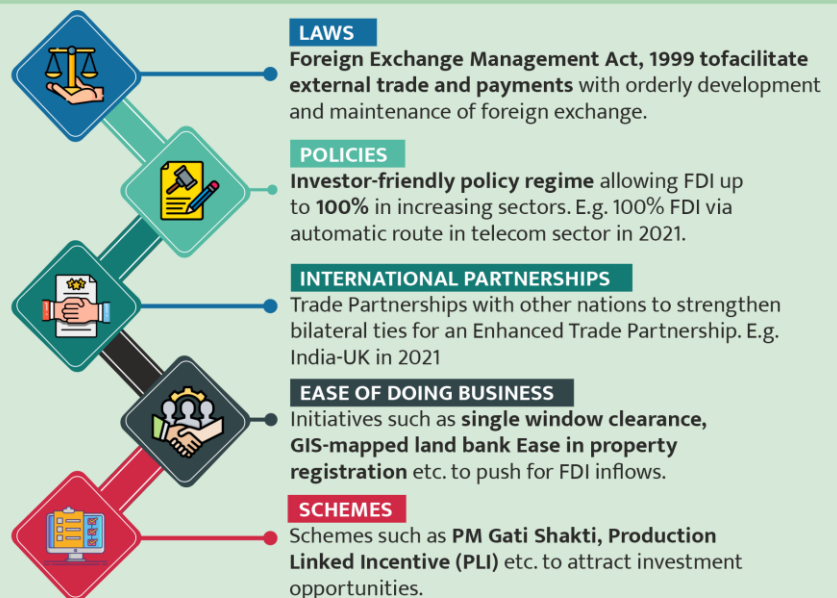 LAWS
Foreign Exchange Management Act, 1999 tofacilitate
external trade and payments with orderly development
and maintenance of foreign exchange.
POLICIES
Investor-friendly policy regime allowing FDI up
to 100% in increasing sectors. E.g. 100% FDI via
automatic route in telecom sector in 2021.
INTERNATIONAL PARTNERSHIPS
Trade Partnerships with other nations to strengthen
bilateral ties for an Enhanced Trade Partnership. E.g.
India-UK in 2021
EASE OF DOING BUSINESS
Initiatives such as single window clearance,
GIS-mapped land bank Ease in property
registration etc. to push for FDI inflows.
SCHEMES
Schemes such as PM Gati Shakti, Production
Linked Incentive (PLI) etc. to attract investment
opportunities.